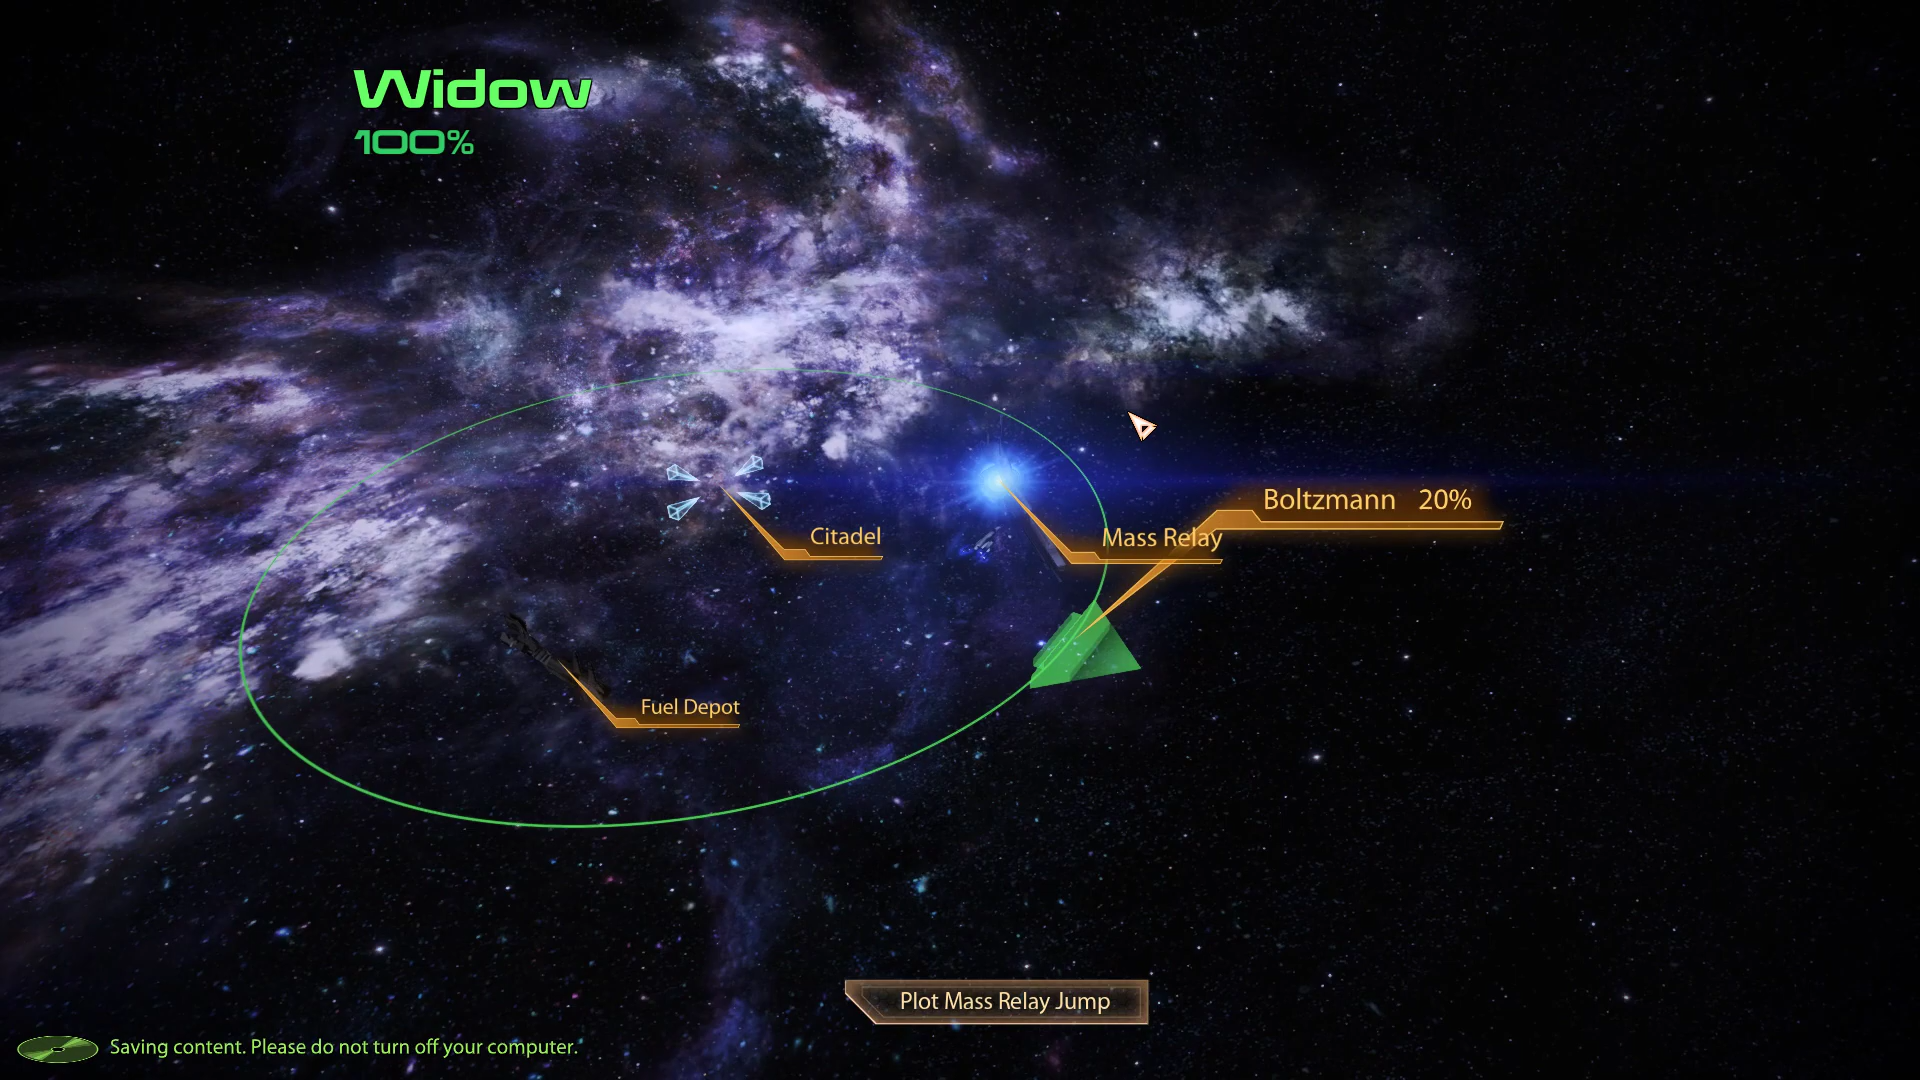 Widow
100%
Boltzmann 20%
Citadel
Mass Relay
Fuel Depot
Plot Mass Relay Jump
Saving content. Please do not turn off your computer.